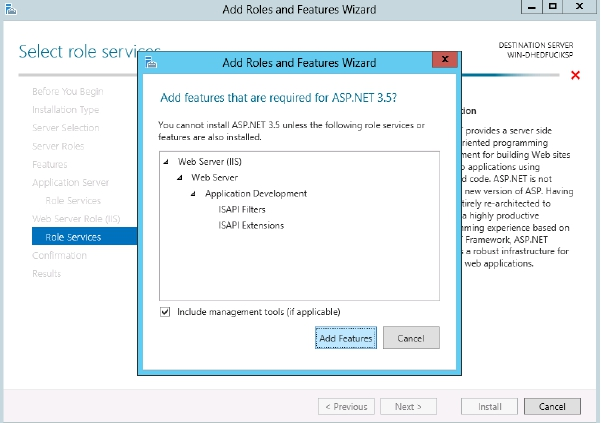 Add Roles and Features Wizard
Select role services
DESTINATION SERVER
WIN-DHEDFUCIKSP
Before You Begin
Installation Type
Server Selection
Server Roles
Features
Application Server
Role Services
Web Server Role (IIS)
Role Services
Confirmation
Results
Add Roles and Features Wizard
x
Add features that are required for ASP.NET 3.5?
You cannot install ASP.NET 3.5 unless the following role services or
features are also installed.
Web Server (IIS)
Web Server
Application Development
ISAPI Filters
ISAPI Extensions
Include management tools (if applicable)
Add Features
Cancel
provides a server side
riented programming
ment for building Web sites
applications using
d code. ASP.NET is not
new version of ASP. Having
tirely re-architected to
a highly productive
mming experience based on
Framework, ASP.NET
s a robust infrastructure for
web applications.
< Previous
Next >
Install
Cancel